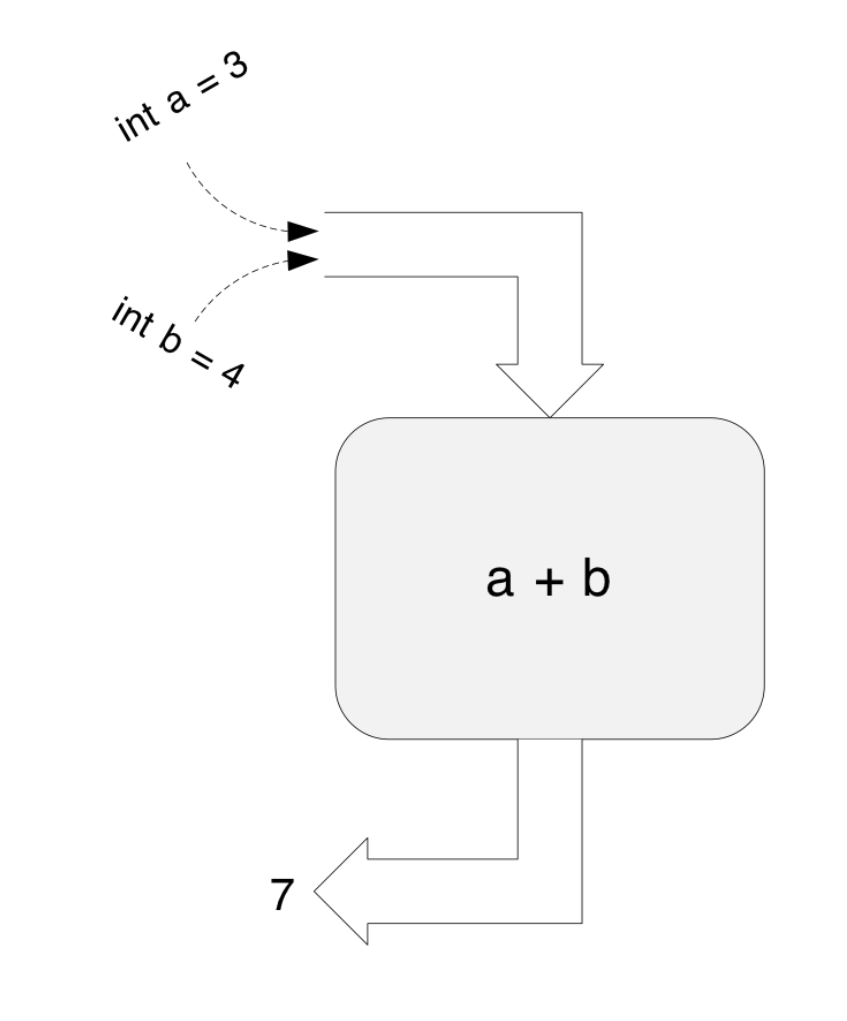 int a = 3
int b = 4
a + b
7